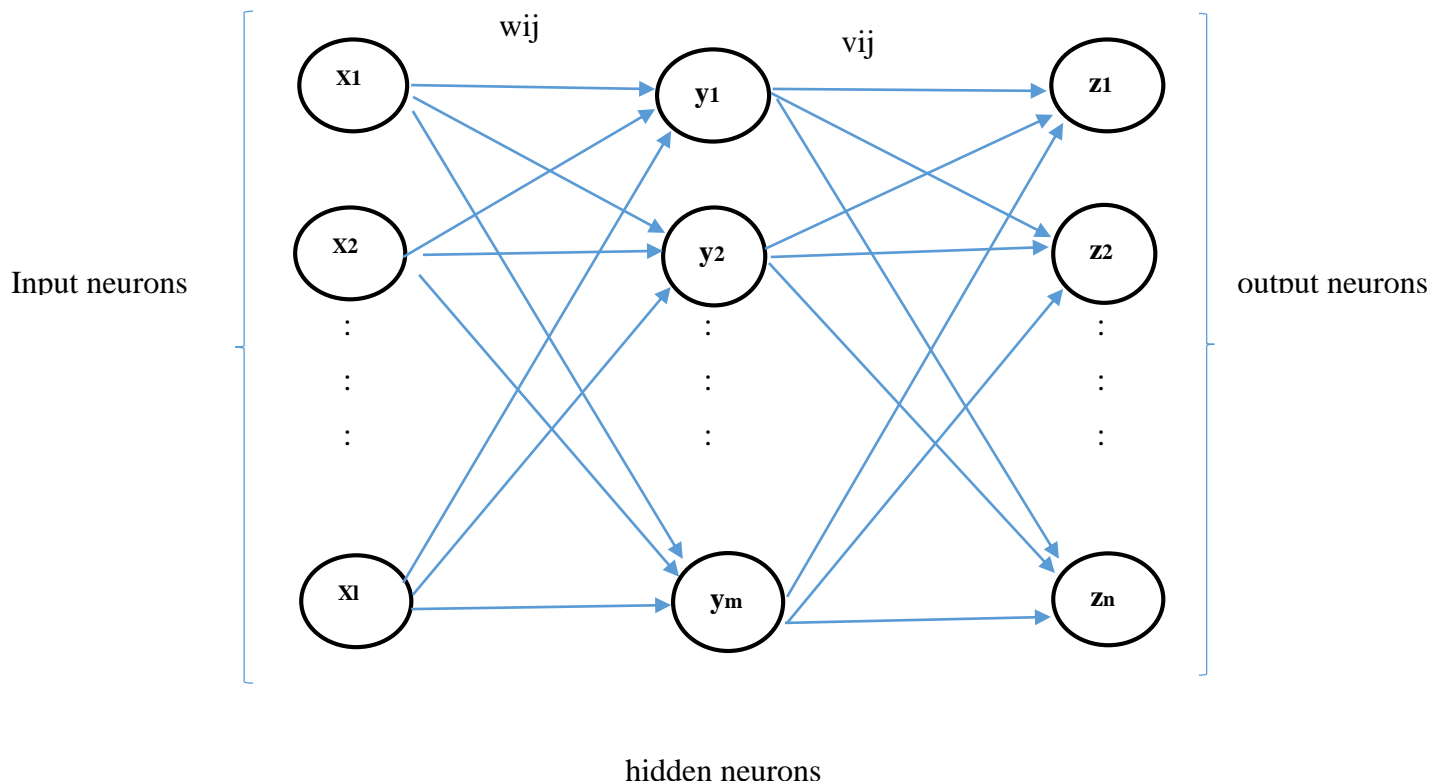 wij vij
x1 y1 z1
x2 y2 z2
Input neurons output neurons
: : :
: : :
: : :
xl ym zn
hidden neurons